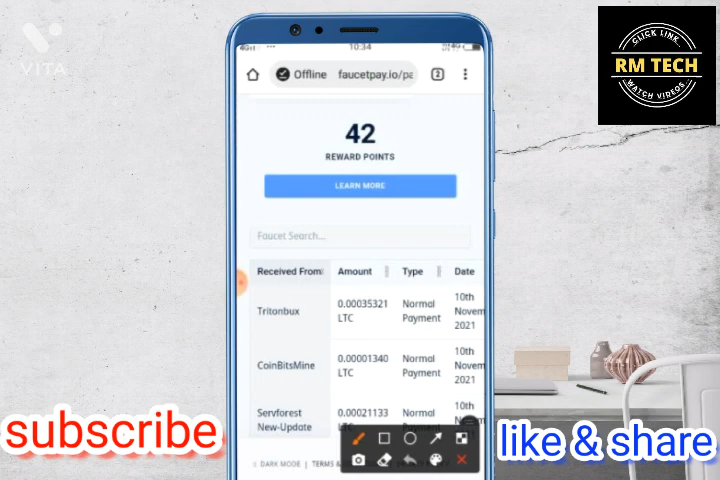 VITA
CLICK LINK
RM TECH
WATCH VIDEOS
10:34
Offline faucetpay.io/pa
2
42
REWARD POINTS
LEARN MORE
Faucet Search...
Received From Amount Type Date
Tritonbux 0.00035321 LTC Normal Payment 10th Novem 2021
CoinBitsMine 0.00001340 LTC Normal Payment 10th Novem 2021
Servforest New-Update 0.00021133 LTC Normal 10th
DARK MODE | TERMS &
subscribe
like & share